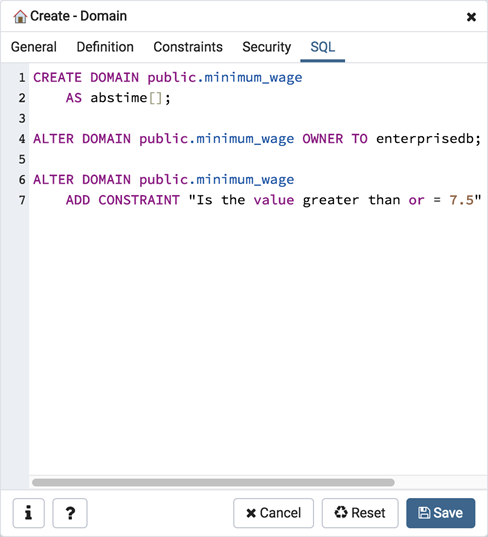 Create - Domain
General Definition Constraints Security SQL
1 CREATE DOMAIN public.minimum_wage
2 AS abstime[];
3
4 ALTER DOMAIN public.minimum_wage OWNER TO enterprisedb;
5
6 ALTER DOMAIN public.minimum_wage
7 ADD CONSTRAINT "Is the value greater than or = 7.5"
i ? Cancel Reset Save